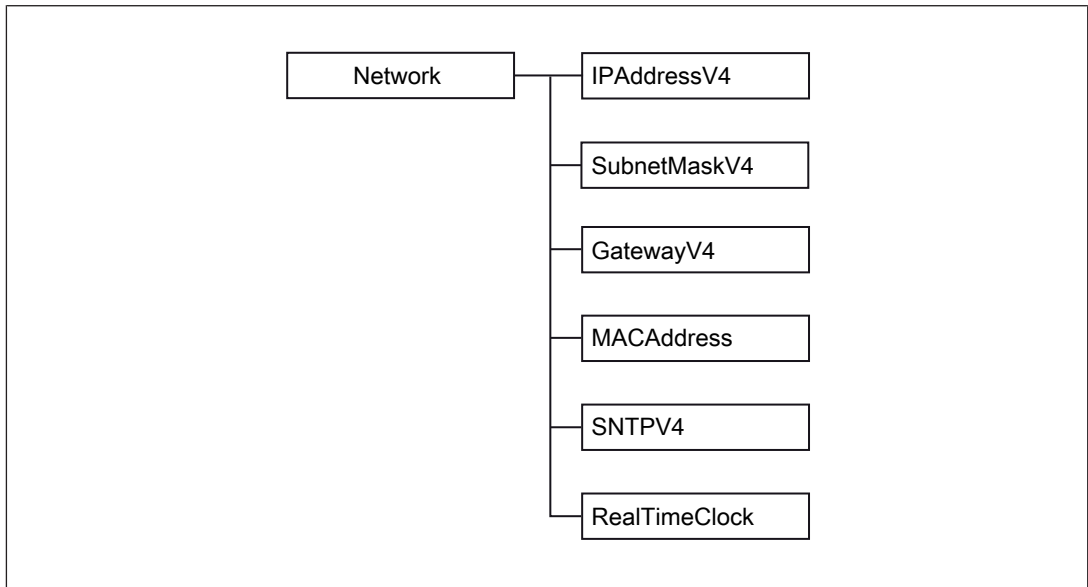 Network
IPAddressV4
SubnetMaskV4
GatewayV4
MACAddress
SNTPV4
RealTimeClock